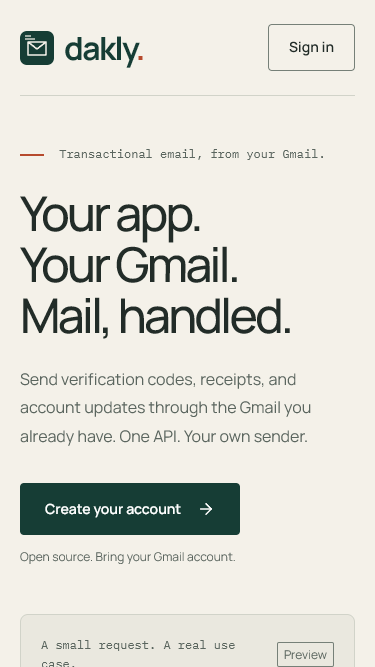 dakly.
Sign in
Transactional email, from your Gmail.
Your app.
Your Gmail.
Mail, handled.
Send verification codes, receipts, and
account updates through the Gmail you
already have. One API. Your own sender.
Create your account
Open source. Bring your Gmail account.
A small request. A real use
case.
Preview